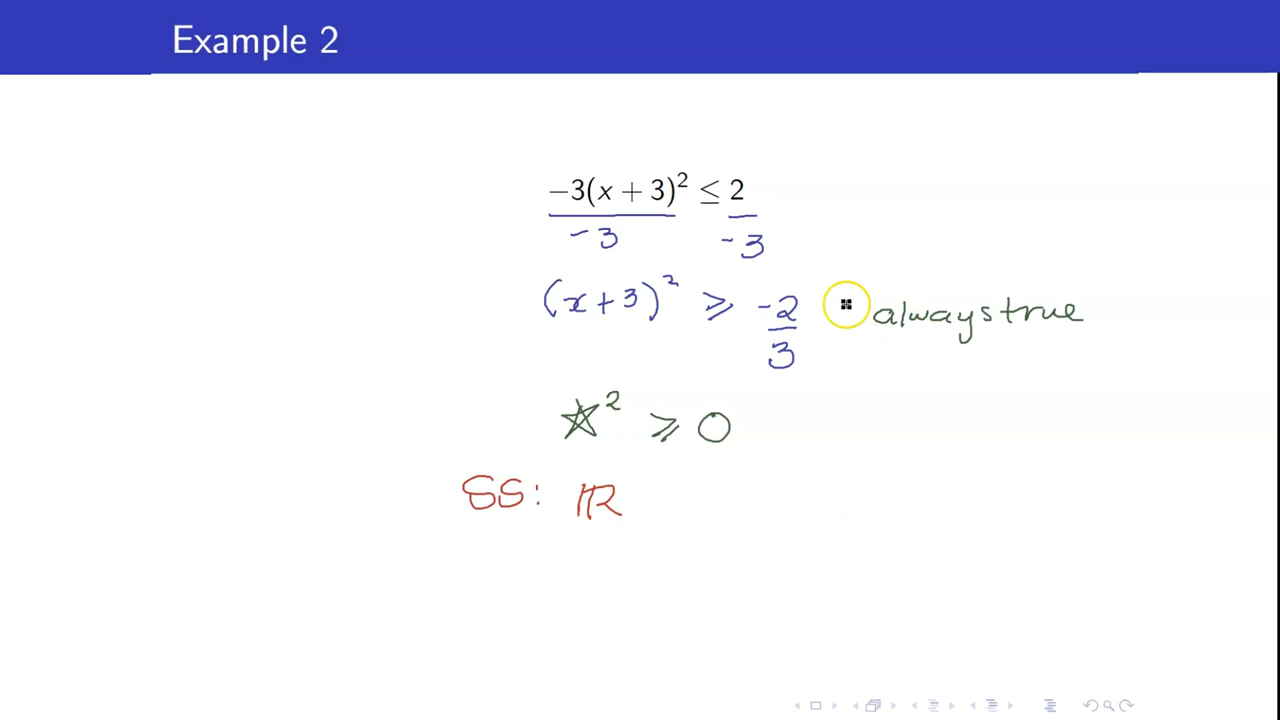 Example 2
−3(x + 3)² ≤ 2
-3 -3
(x+3)² ⩾ -2/3 always true
☆² ⩾ 0
SS: ℝ